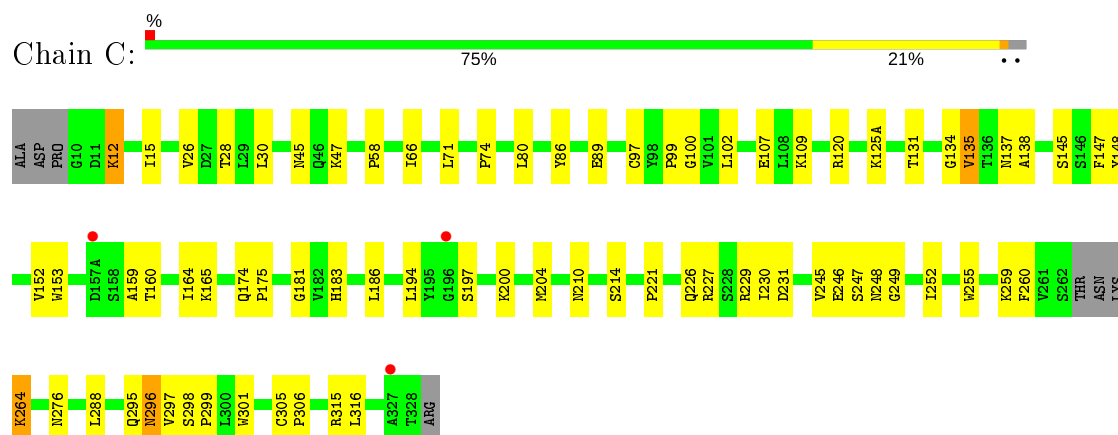 %
Chain C:
75% 21% • •
ALA ASP PRO G10 D11 K12 I15 V26 D27 T28 L29 L30 N45 Q46 K47 P58 I66 L71 P74 L80 Y86 E89 C97 Y98 P99 G100 V101 L102 E107 L108 K109 R120 K125A T131 G134 V135 T136 N137 A138 S145 S146 F147 Y148
V152 W153 D157A S158 A159 T160 I164 K165 Q174 P175 G181 V182 H183 L186 L194 Y195 G196 S197 K200 M204 N210 S214 P221 Q226 R227 S228 R229 I230 D231 V245 E246 S247 N248 G249 I252 W255 K259 F260 V261 S262 THR ASN LYS
K264 N276 L288 Q295 N296 V297 S298 P299 L300 W301 C305 P306 R315 L316 A327 T328 ARG